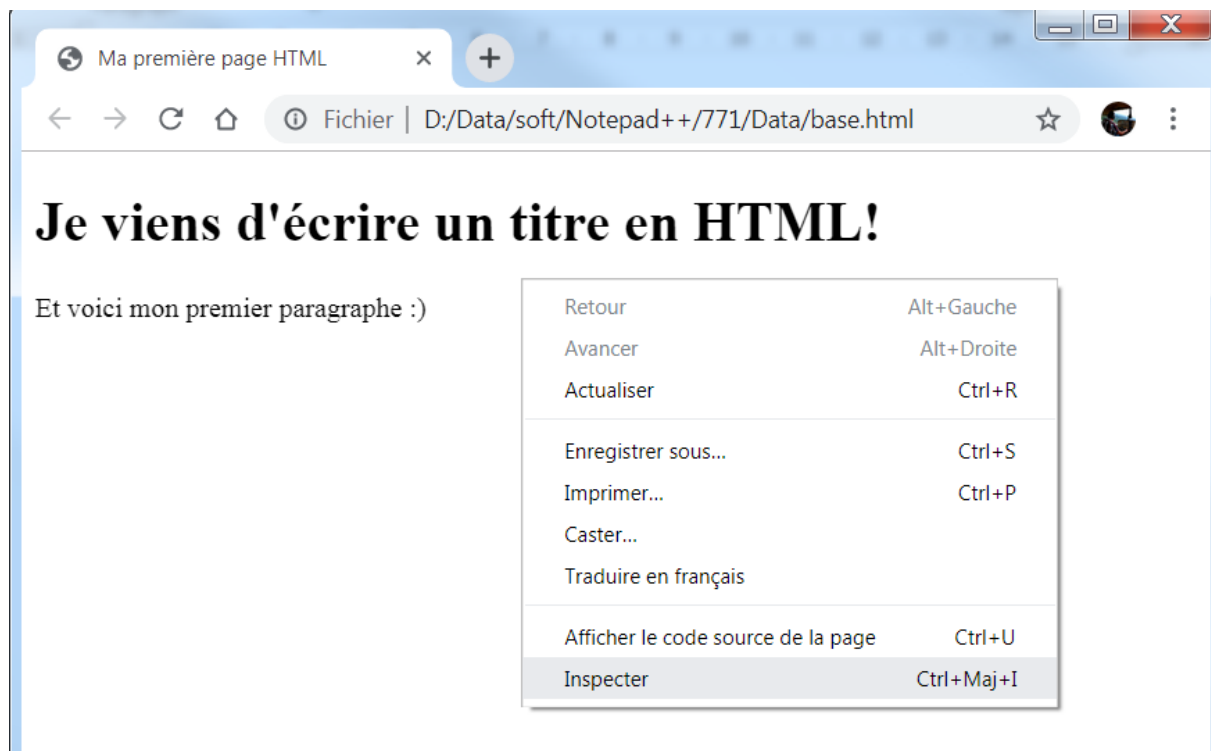 Ma première page HTML
Fichier | D:/Data/soft/Notepad++/771/Data/base.html
Je viens d'écrire un titre en HTML!
Et voici mon premier paragraphe :)
Retour Alt+Gauche
Avancer Alt+Droite
Actualiser Ctrl+R
Enregistrer sous... Ctrl+S
Imprimer... Ctrl+P
Caster...
Traduire en français
Afficher le code source de la page Ctrl+U
Inspecter Ctrl+Maj+I